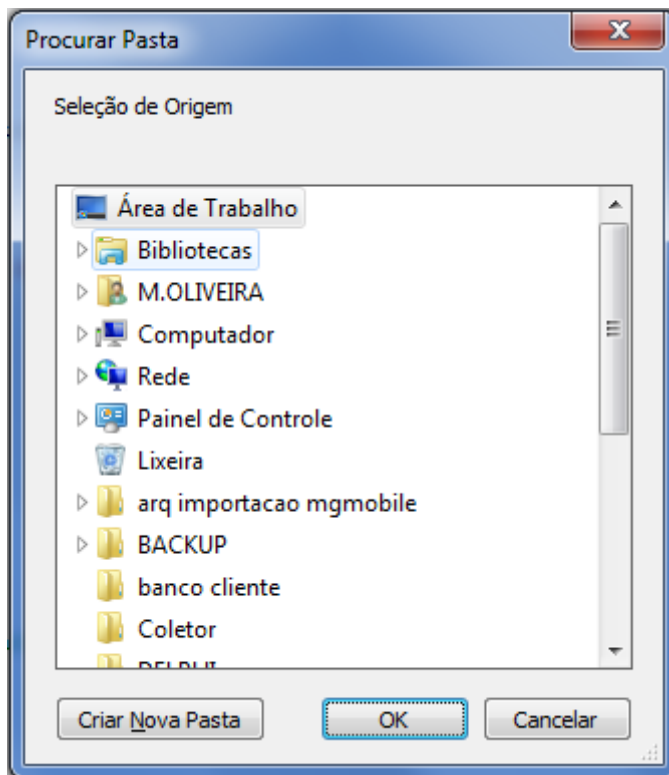 Procurar Pasta
Seleção de Origem
Área de Trabalho
Bibliotecas
M.OLIVEIRA
Computador
Rede
Painel de Controle
Lixeira
arq importacao mgmobile
BACKUP
banco cliente
Coletor
DELPHI
Criar Nova Pasta
OK
Cancelar